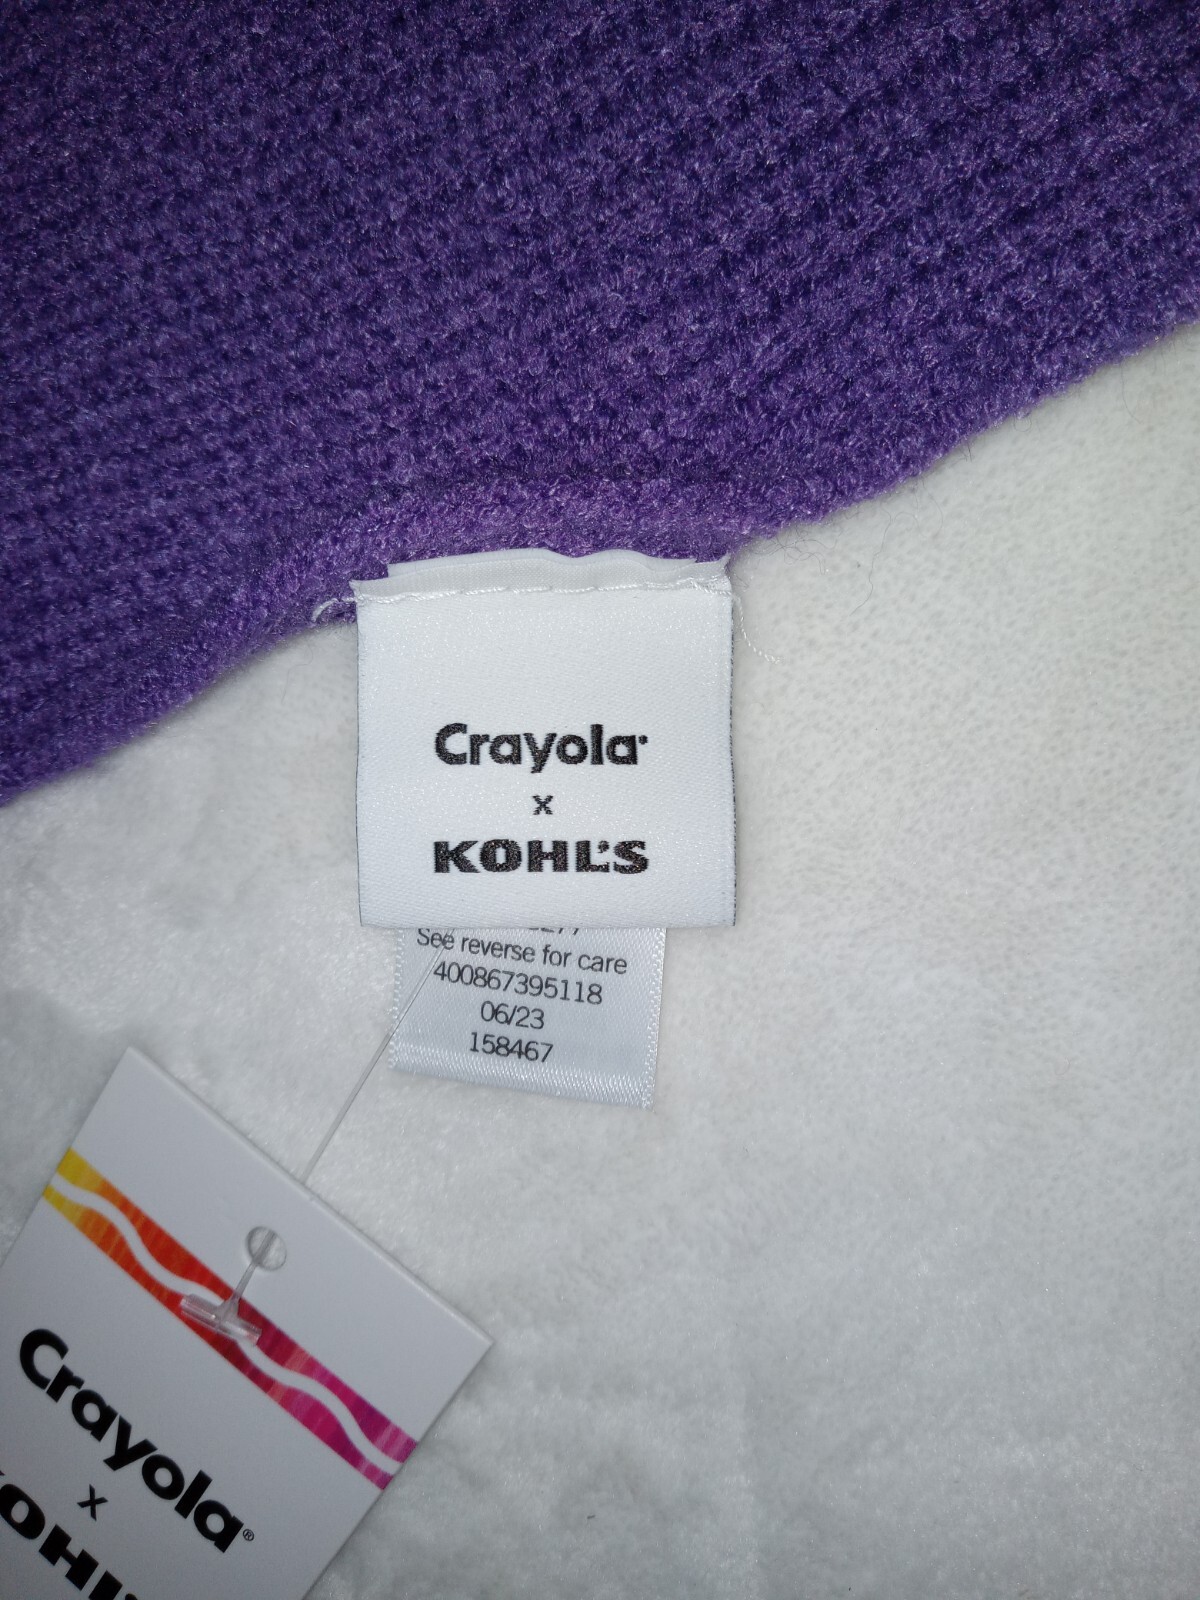 Crayola
x
KOHL'S
See reverse for care
400867395118
06/23
158467
Crayola®
x